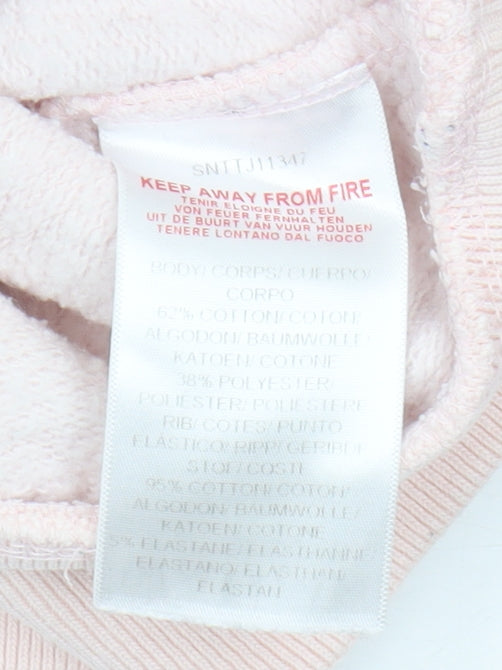 SNTTJ11347
KEEP AWAY FROM FIRE
TENIR ELOIGNE DU FEU
VON FEUER FERNHALTEN
UIT DE BUURT VAN VUUR HOUDEN
TENERE LONTANO DAL FUOCO
BODY/ CORPS/ CUERPO/
CORPO
62% COTTON/ COTON/
ALGODON/ BAUMWOLLE/
KATOEN/ COTONE
38% POLYESTER/
POLIESTER/ POLIESTERE
RIB/ COTES/ PUNTO
ELASTICO/ RIPP/ GERIBDE
STOF/ COSTE
95% COTTON/ COTON/
ALGODON/ BAUMWOLLE/
KATOEN/ COTONE
5% ELASTANE/ ELASTHANNE/
ELASTANO/ ELASTHAN/
ELASTAN